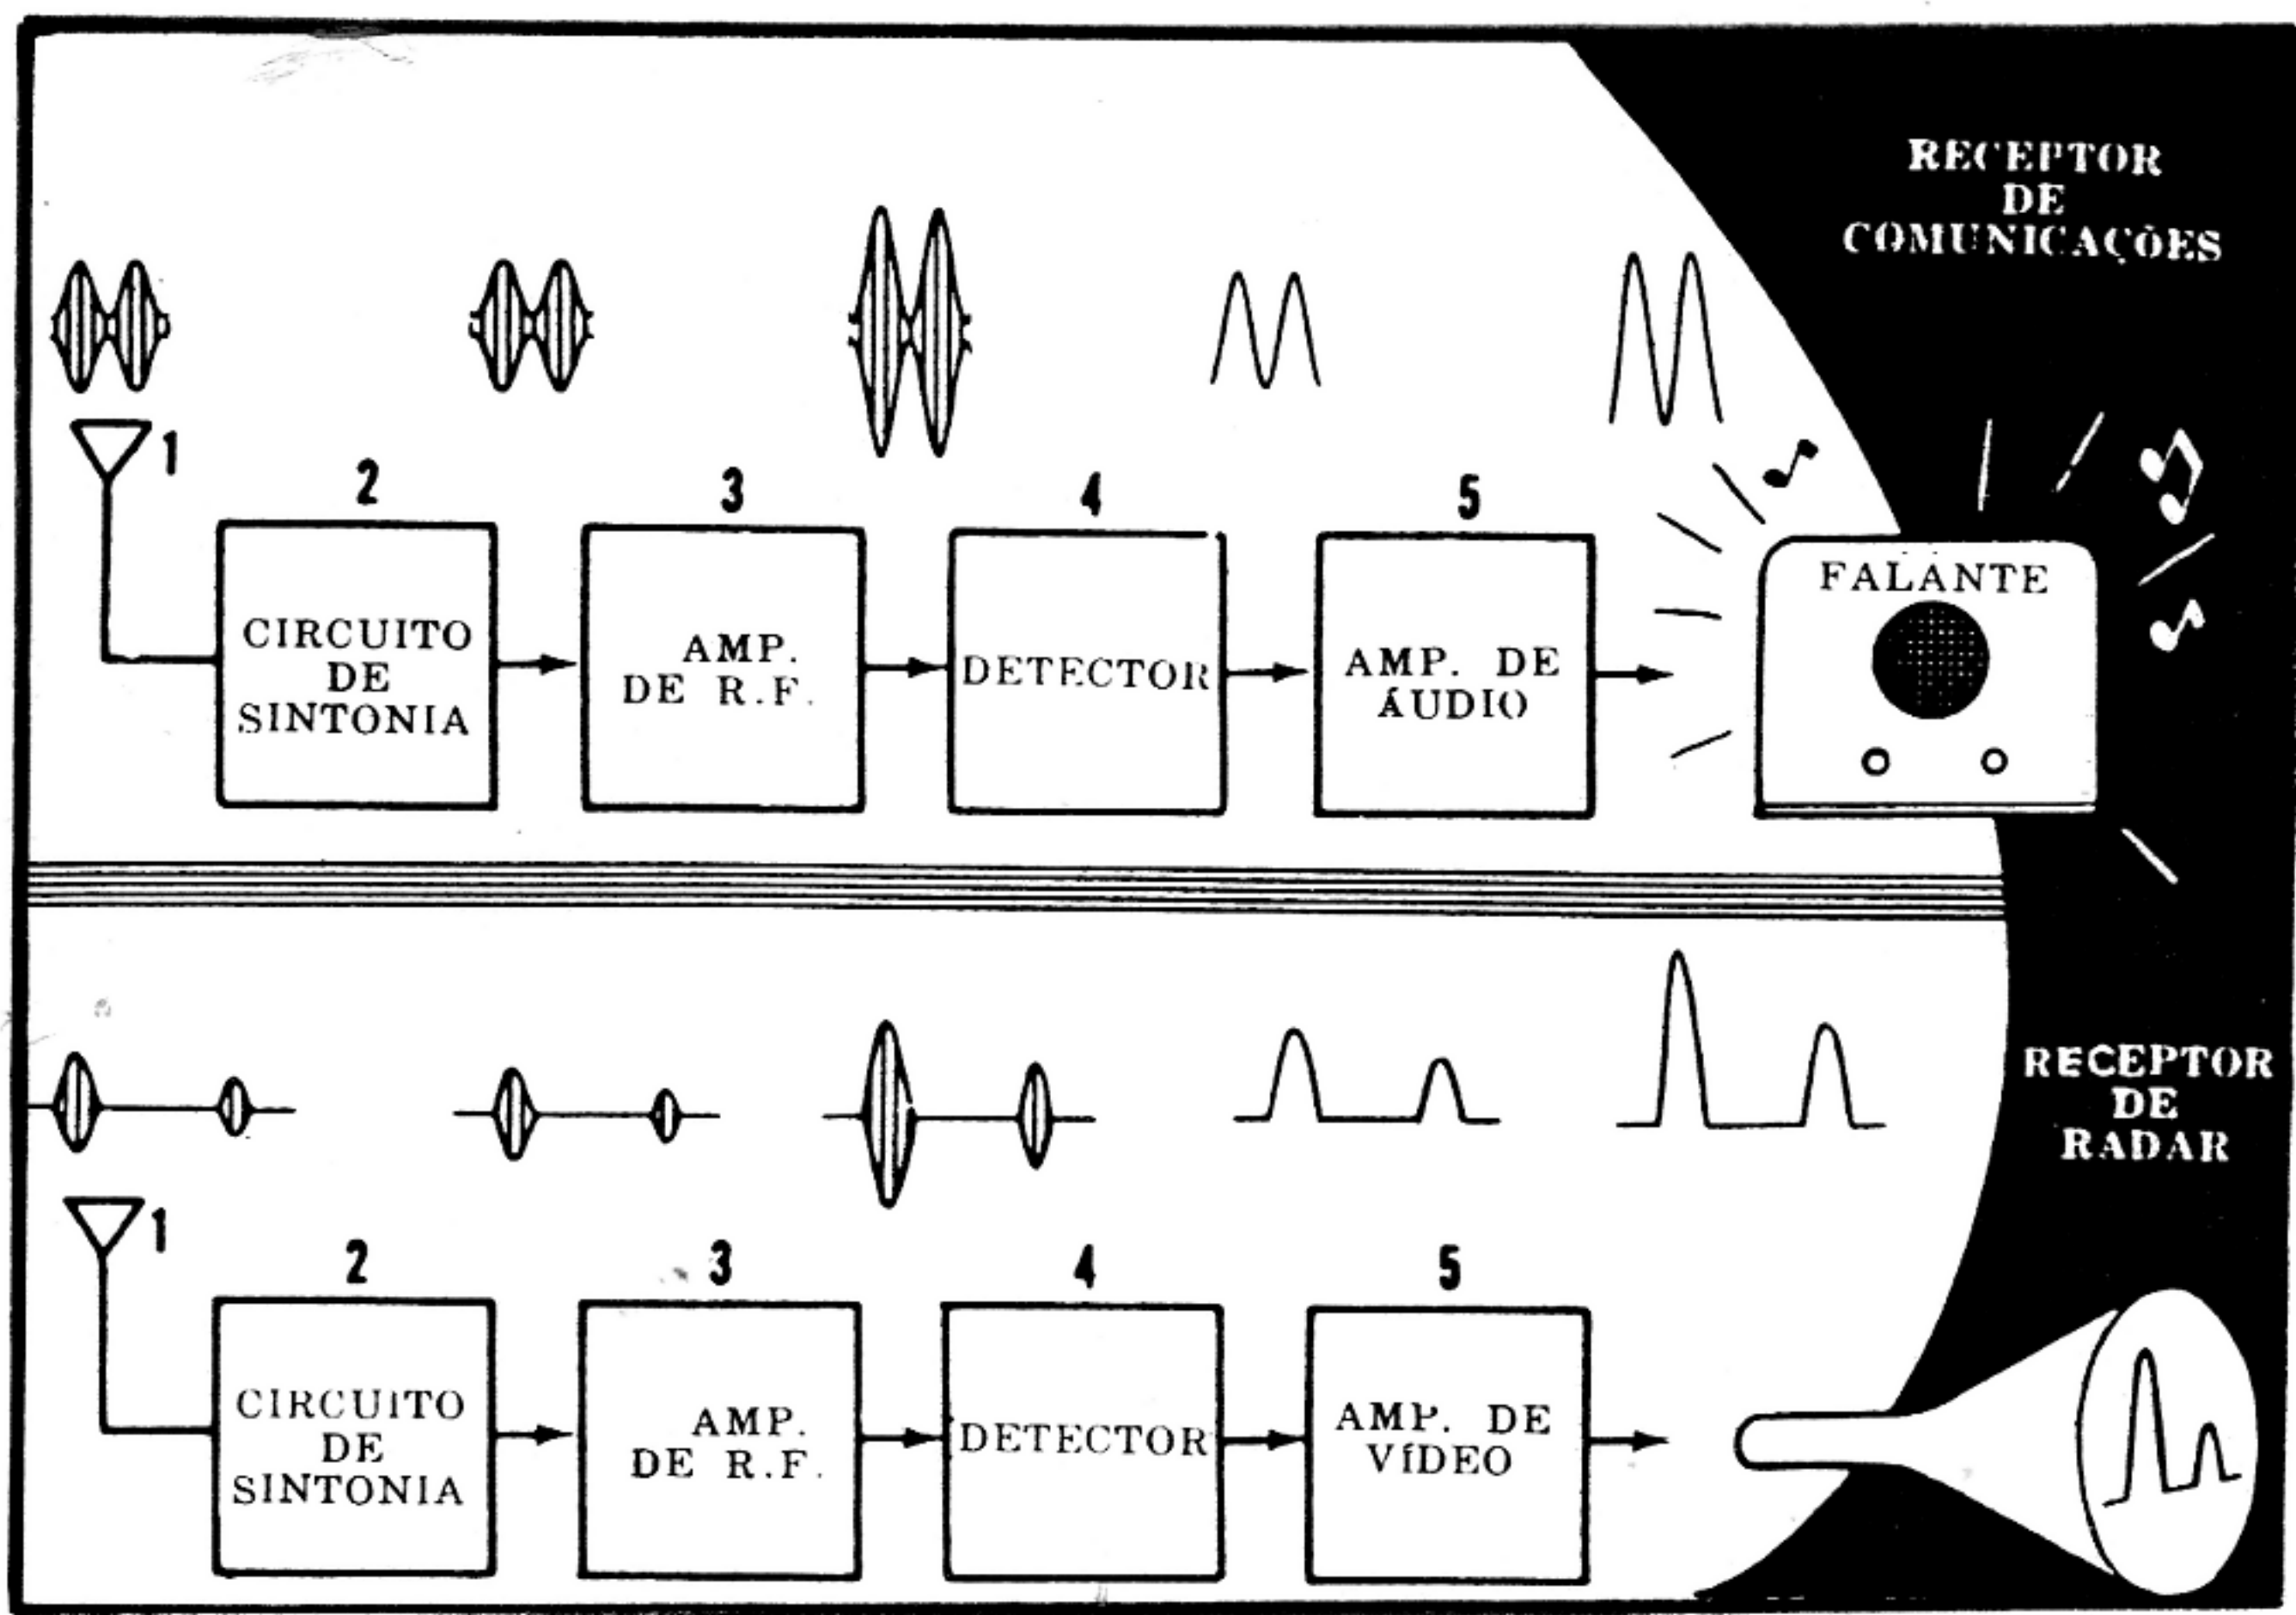 RECEPTOR
DE
COMUNICAÇÕES
1
2
3
4
5
CIRCUITO
DE
SINTONIA
AMP.
DE R.F.
DETECTOR
AMP. DE
ÁUDIO
FALANTE
RECEPTOR
DE
RADAR
1
2
3
4
5
CIRCUITO
DE
SINTONIA
AMP.
DE R.F.
DETECTOR
AMP. DE
VÍDEO